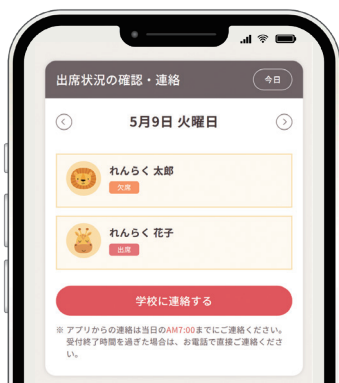 出席状況の確認・連絡
今日
5月9日 火曜日
れんらく 太郎
欠席
れんらく 花子
出席
学校に連絡する
※ アプリからの連絡は当日のAM7:00までにご連絡ください。
受付終了時間を過ぎた場合は、お電話で直接ご連絡くださ
い。